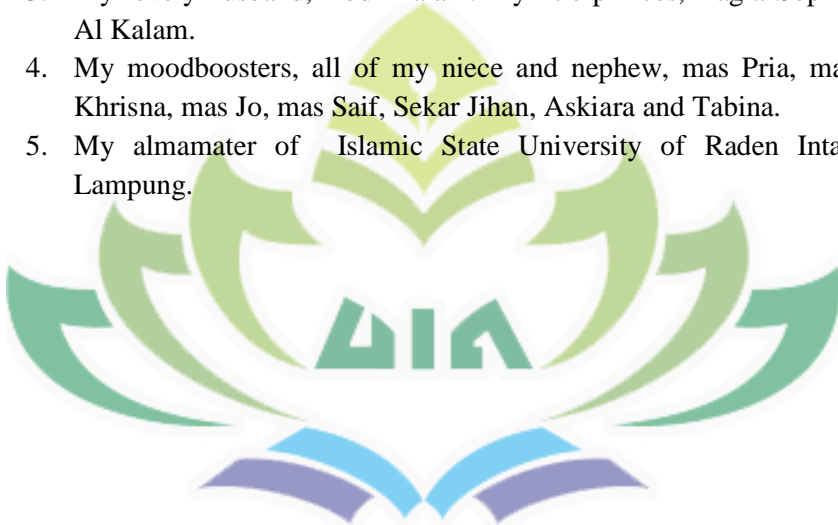 Al Kalam.
4. My moodboosters, all of my niece and nephew, mas Pria,
Khrisna, mas Jo, mas Saif, Sekar Jihan, Askiara and Tabina.
5. My almamater of Islamic State University of Raden
Lampung.
UIN